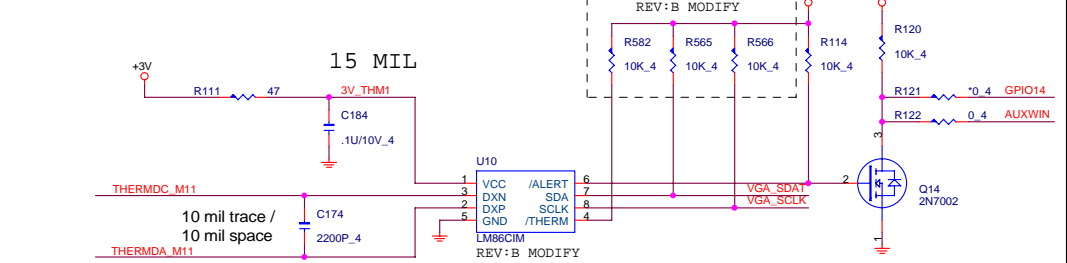 REV:B MODIFY
R582
R565
R566
R114
R120
10K_4
10K_4
10K_4
10K_4
10K_4
15 MIL
+3V
R111
47
3V_THM1
C184
.1U/10V_4
R121
*0_4
GPIO14
R122
0_4
AUXWIN
3
U10
1
VCC
/ALERT
6
2
THERMDC_M11
3
DXN
SDA
7
VGA_SDAT
2
DXP
SCLK
8
VGA_SCLK
5
GND
/THERM
4
Q14
2N7002
10 mil trace /
10 mil space
C174
2200P_4
LM86CIM
1
THERMDA_M11
REV:B MODIFY